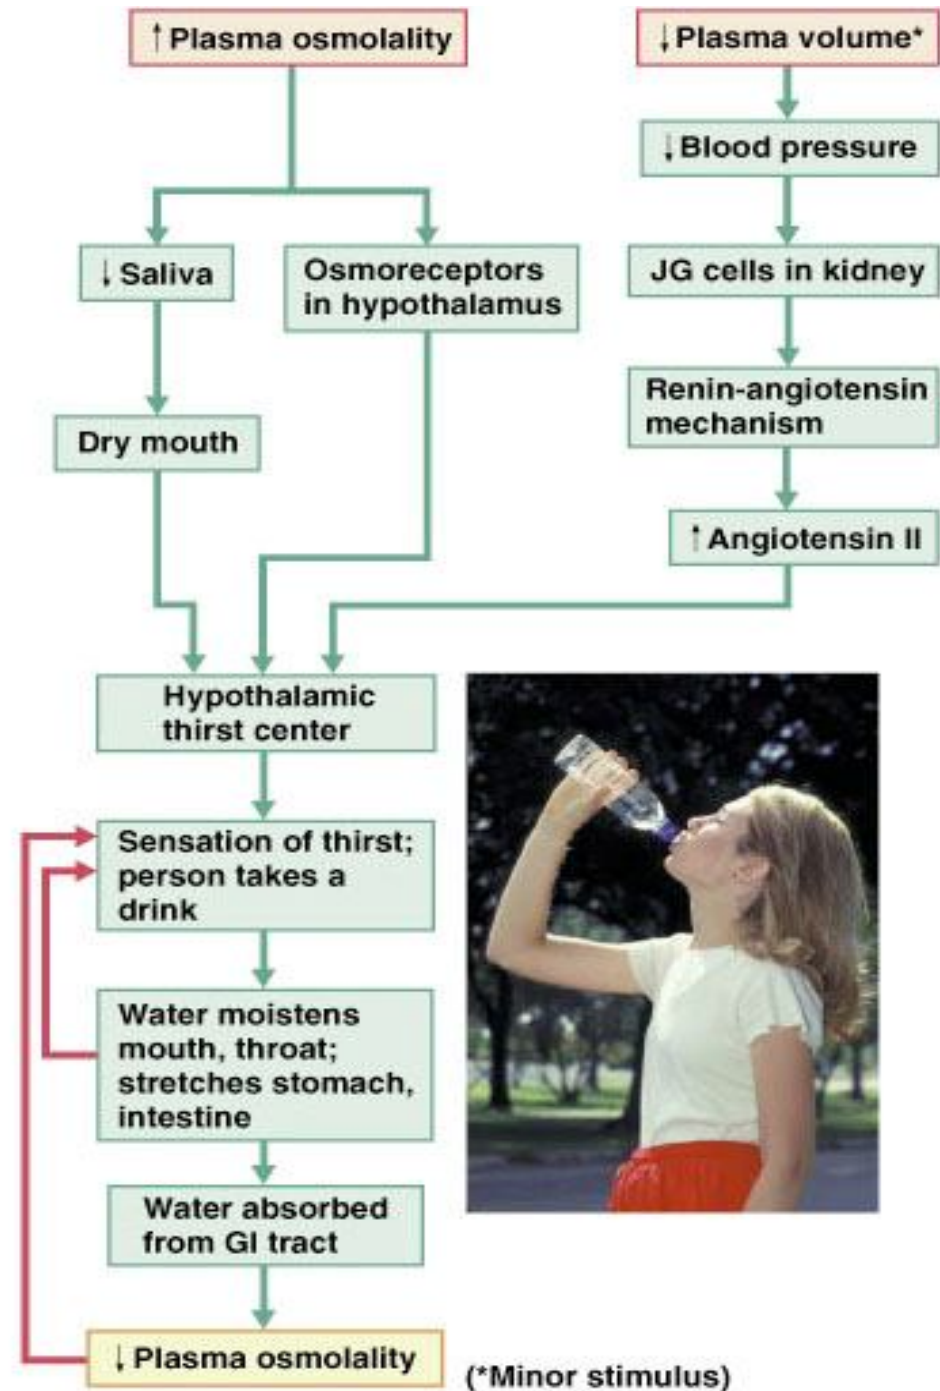 ↑ Plasma osmolality
↓ Plasma volume*
↓ Blood pressure
↓ Saliva
Osmoreceptors
in hypothalamus
JG cells in kidney
Renin-angiotensin
mechanism
Dry mouth
↑ Angiotensin II
Hypothalamic
thirst center
Sensation of thirst;
person takes a
drink
Water moistens
mouth, throat;
stretches stomach,
intestine
Water absorbed
from GI tract
↓ Plasma osmolality
(*Minor stimulus)